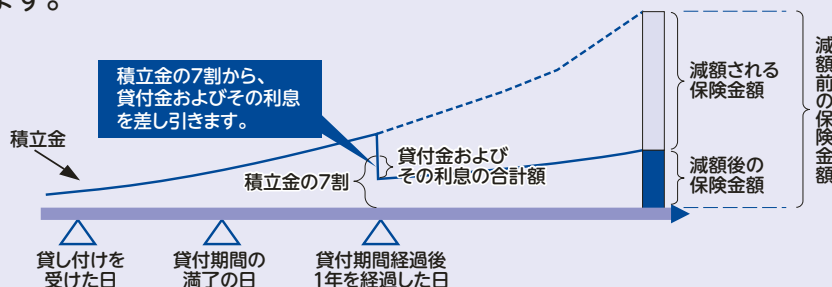 ます。
積立金の7割から、
貸付金およびその利息
を差し引きます。
積立金
積立金の7割
貸付金および
その利息の合計額
減額される
保険金額
減額後の
保険金額
減額前の保険金額
貸し付けを
受けた日
貸付期間の
満了の日
貸付期間経過後
1年を経過した日